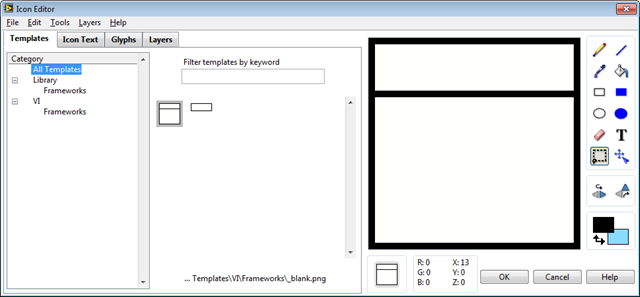 Icon Editor
File Edit Tools Layers Help
Templates Icon Text Glyphs Layers
Category
All Templates
Library
Frameworks
VI
Frameworks
Filter templates by keyword
... Templates\VI\Frameworks\_blank.png
T
R: 0 X: 13
G: 0 Y: 0
B: 0 Z: 0
OK Cancel Help